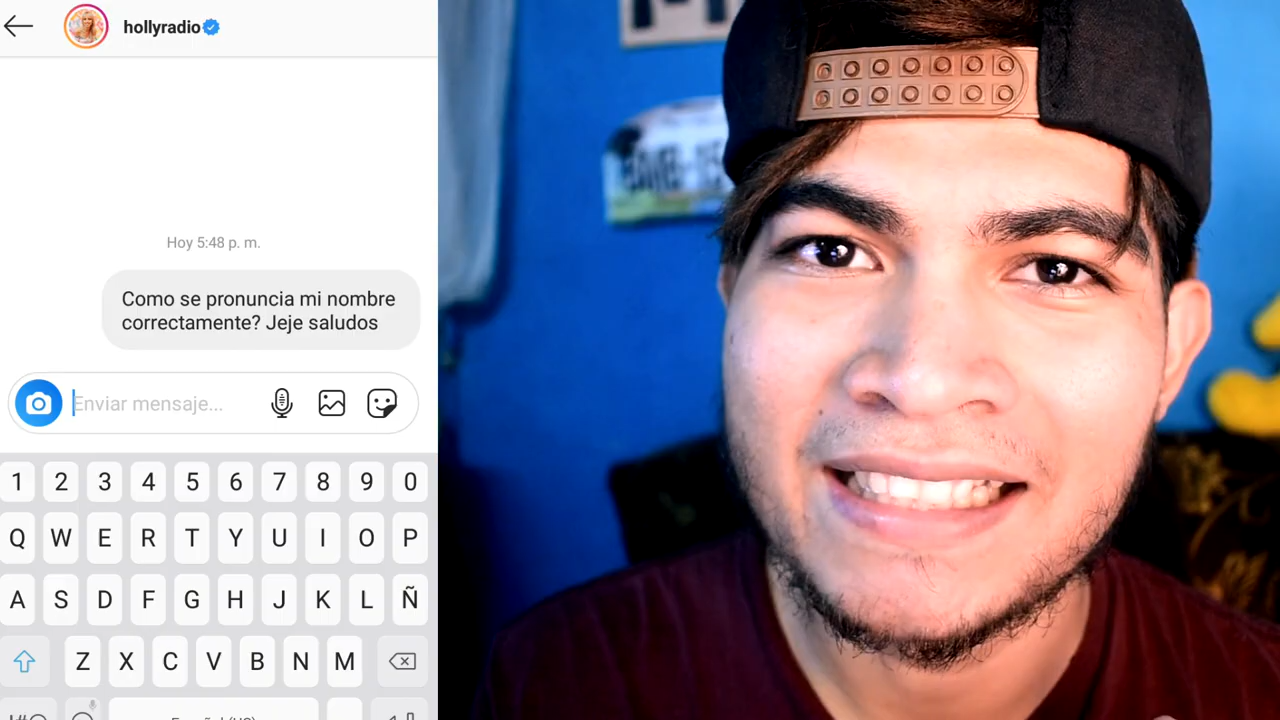 hollyradio
Hoy 5:48 p. m.
Como se pronuncia mi nombre
correctamente? Jeje saludos
Enviar mensaje...
1 2 3 4 5 6 7 8 9 0
Q W E R T Y U I O P
A S D F G H J K L Ñ
Z X C V B N M